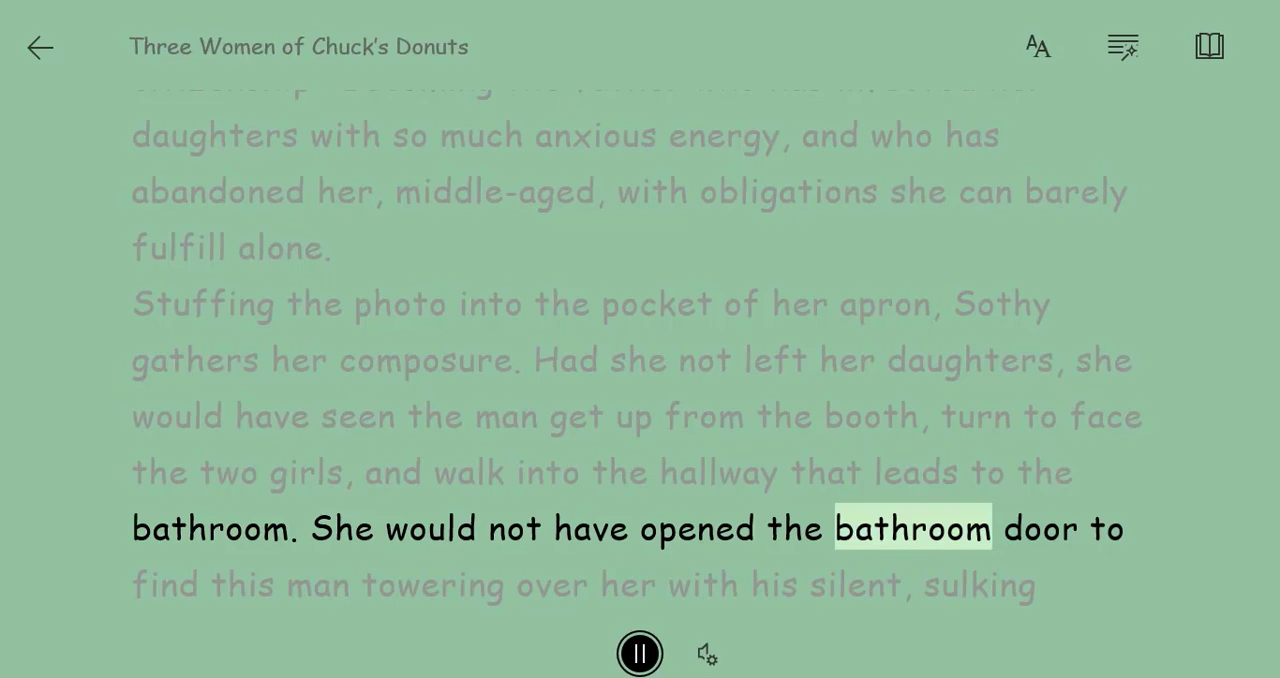 Three Women of Chuck's Donuts
daughters with so much anxious energy, and who has
abandoned her, middle-aged, with obligations she can barely
fulfill alone.
Stuffing the photo into the pocket of her apron, Sothy
gathers her composure. Had she not left her daughters, she
would have seen the man get up from the booth, turn to face
the two girls, and walk into the hallway that leads to the
bathroom. She would not have opened the bathroom door to
find this man towering over her with his silent, sulking